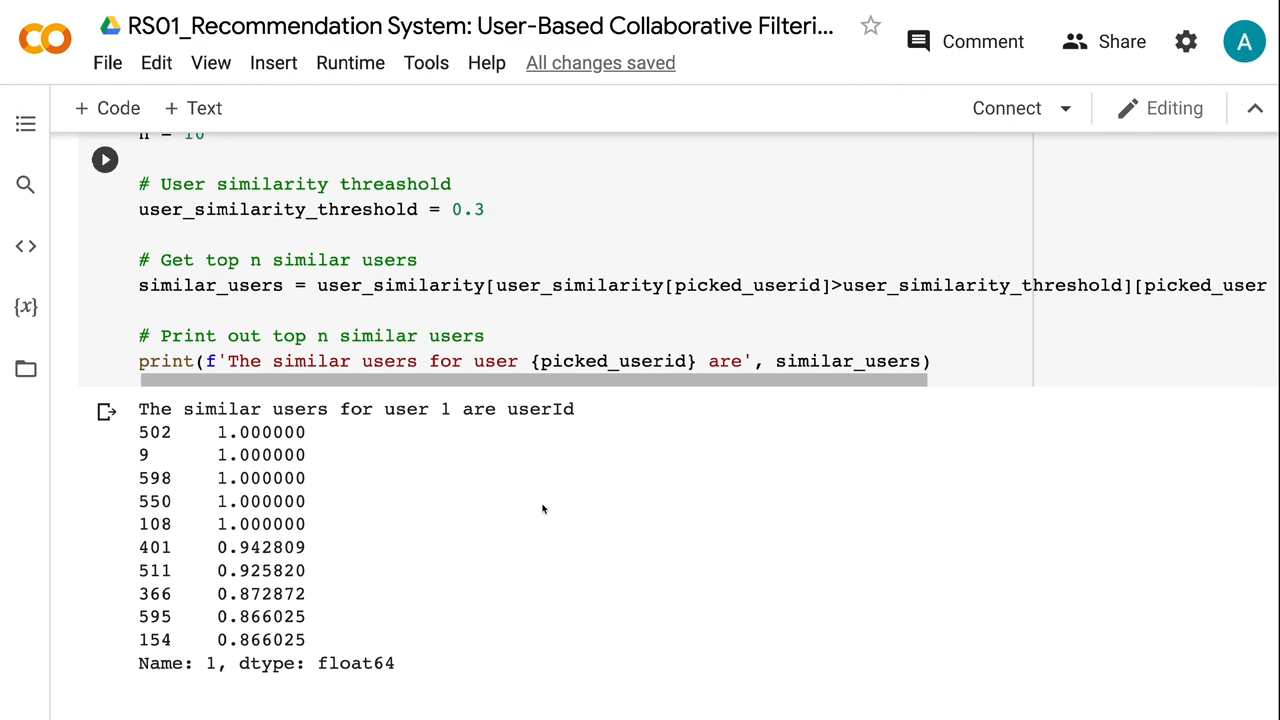 RS01_Recommendation System: User-Based Collaborative Filteri...
Comment
Share
A
File Edit View Insert Runtime Tools Help All changes saved
+ Code + Text
Connect
Editing
n = 10
# User similarity threashold
user_similarity_threshold = 0.3
# Get top n similar users
similar_users = user_similarity[user_similarity[picked_userid]>user_similarity_threshold][picked_user
# Print out top n similar users
print(f'The similar users for user {picked_userid} are', similar_users)
The similar users for user 1 are userId
502 1.000000
9 1.000000
598 1.000000
550 1.000000
108 1.000000
401 0.942809
511 0.925820
366 0.872872
595 0.866025
154 0.866025
Name: 1, dtype: float64